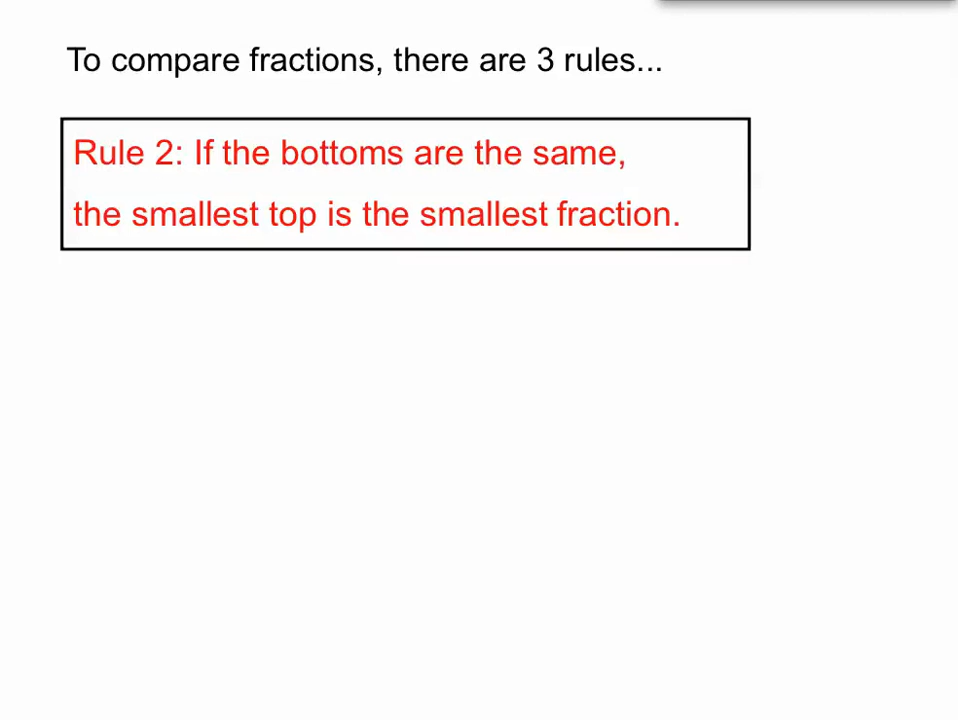 To compare fractions, there are 3 rules...
Rule 2: If the bottoms are the same,
the smallest top is the smallest fraction.